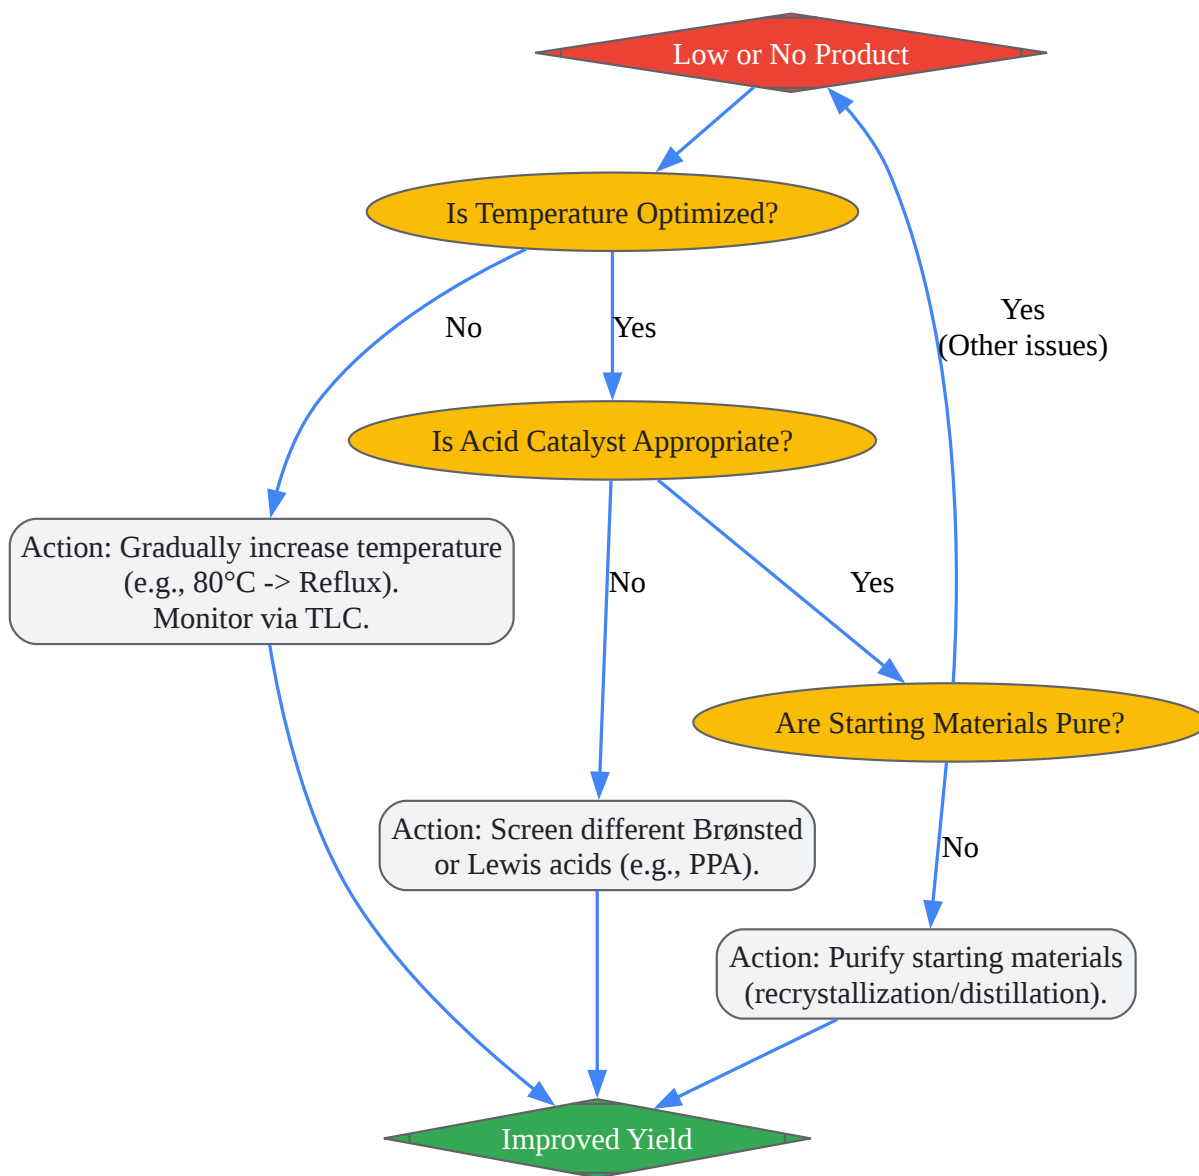 Low or No Product
Is Temperature Optimized?
Yes
(Other issues)
No
Yes
Is Acid Catalyst Appropriate?
Action: Gradually increase temperature
(e.g., 80°C -> Reflux).
Monitor via TLC.
No
Yes
Are Starting Materials Pure?
Action: Screen different Brønsted
or Lewis acids (e.g., PPA).
No
Action: Purify starting materials
(recrystallization/distillation).
Improved Yield